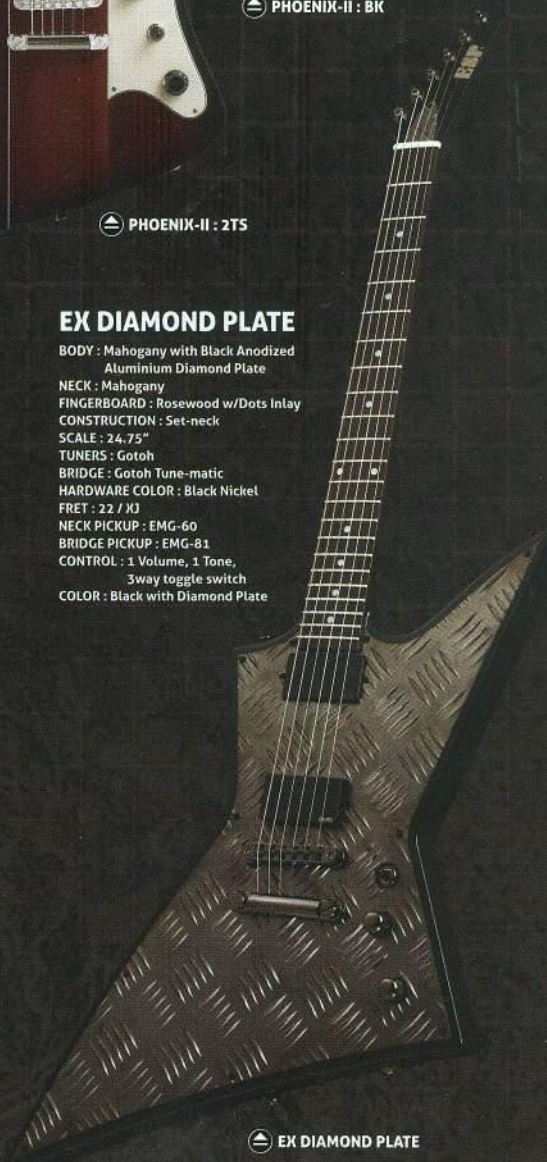 PHOENIX-II : BK
PHOENIX-II : 2TS
EX DIAMOND PLATE
BODY : Mahogany with Black Anodized
Aluminium Diamond Plate
NECK : Mahogany
FINGERBOARD : Rosewood w/Dots Inlay
CONSTRUCTION : Set-neck
SCALE : 24.75"
TUNERS : Gotoh
BRIDGE : Gotoh Tune-matic
HARDWARE COLOR : Black Nickel
FRET : 22 / XJ
NECK PICKUP : EMG-60
BRIDGE PICKUP : EMG-81
CONTROL : 1 Volume, 1 Tone,
3way toggle switch
COLOR : Black with Diamond Plate
EX DIAMOND PLATE